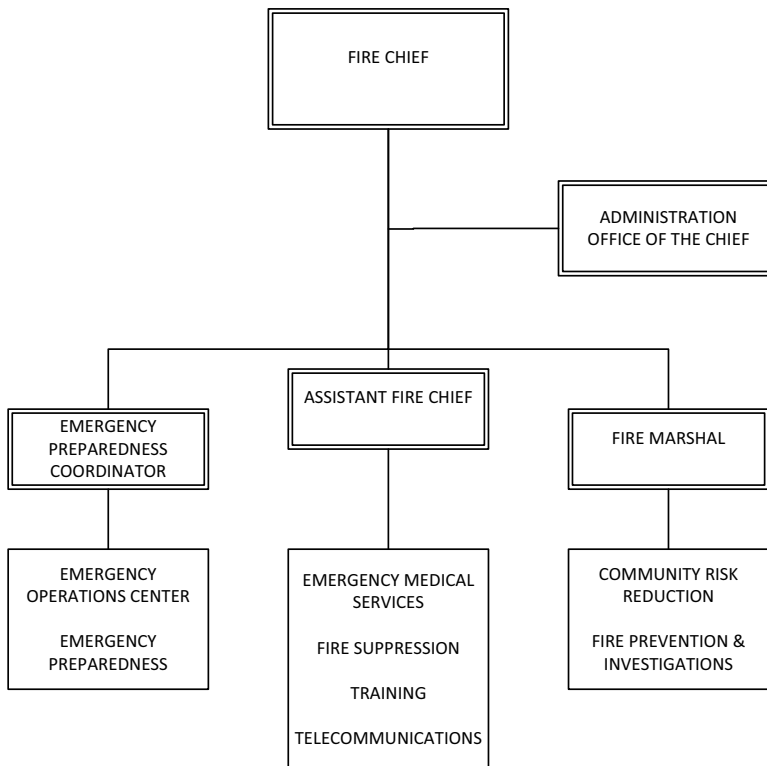 FIRE CHIEF
ADMINISTRATION
OFFICE OF THE CHIEF
EMERGENCY
PREPAREDNESS
COORDINATOR
ASSISTANT FIRE CHIEF
FIRE MARSHAL
EMERGENCY
OPERATIONS CENTER
EMERGENCY
PREPAREDNESS
EMERGENCY MEDICAL
SERVICES
FIRE SUPPRESSION
TRAINING
TELECOMMUNICATIONS
COMMUNITY RISK
REDUCTION
FIRE PREVENTION &
INVESTIGATIONS